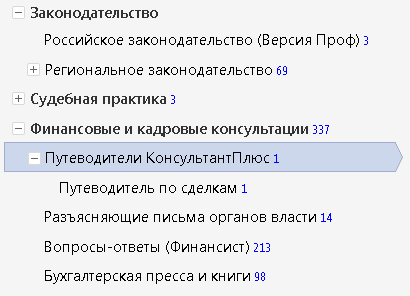 Законодательство
Российское законодательство (Версия Проф) 3
Региональное законодательство 69
Судебная практика 3
Финансовые и кадровые консультации 337
Путеводители КонсультантПлюс 1
Путеводитель по сделкам 1
Разъясняющие письма органов власти 14
Вопросы-ответы (Финансист) 213
Бухгалтерская пресса и книги 98